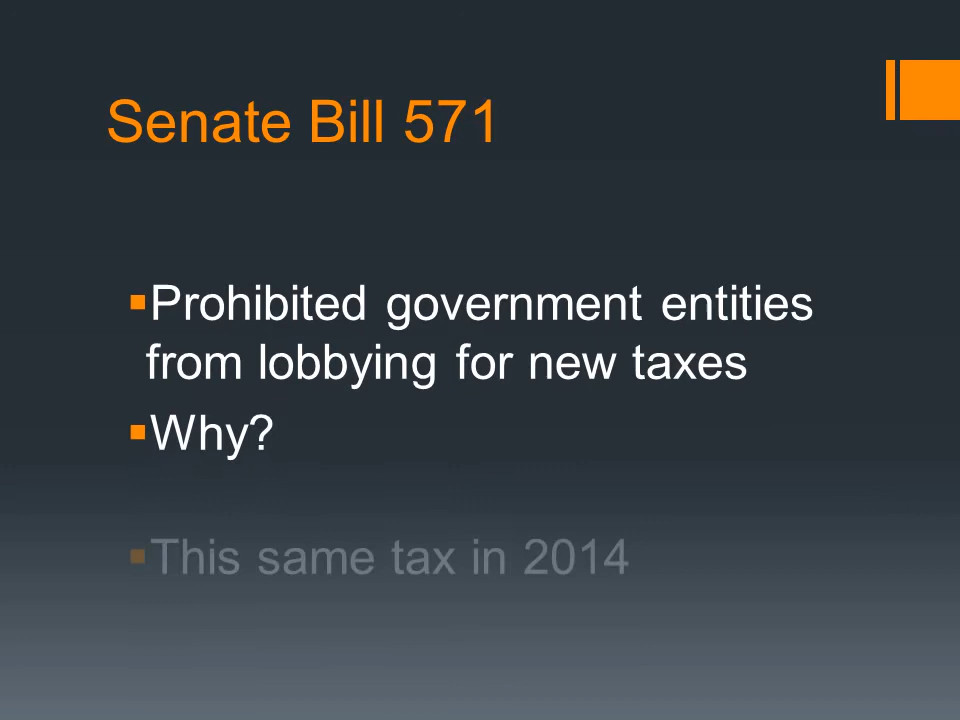 Senate Bill 571
▪Prohibited government entities
from lobbying for new taxes
▪Why?
▪This same tax in 2014